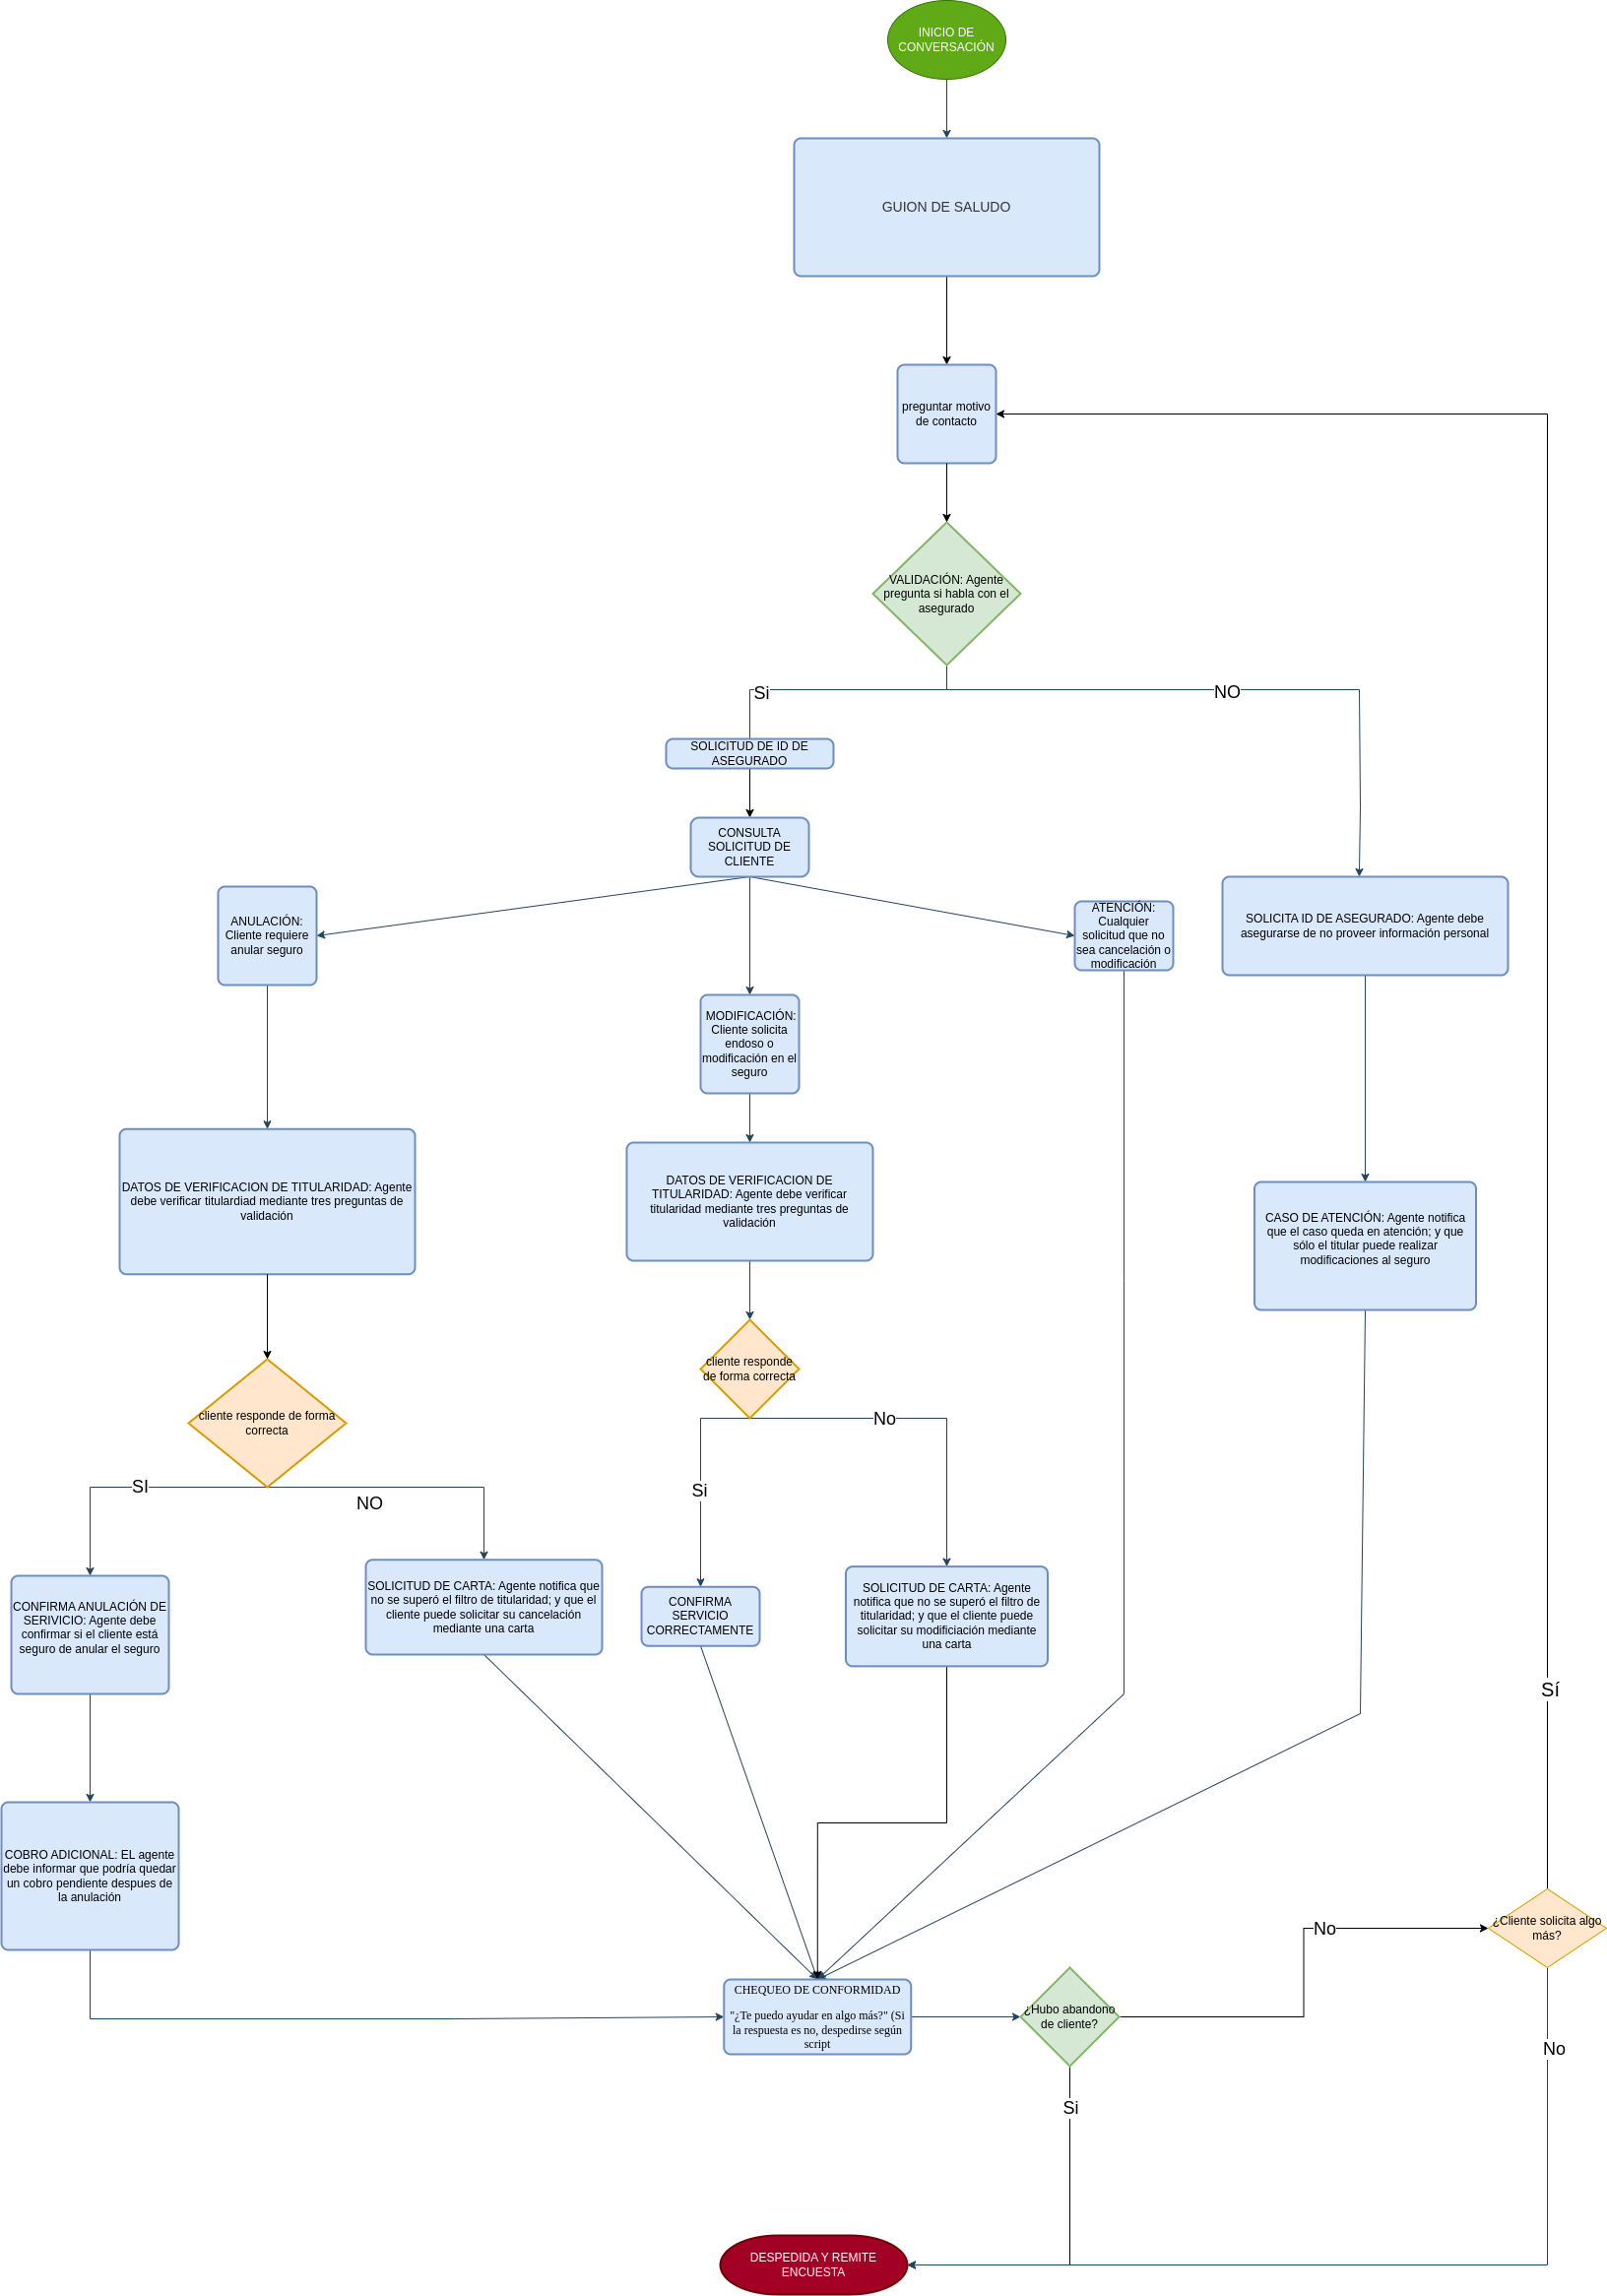 INICIO DE
CONVERSACIÓN
GUION DE SALUDO
preguntar motivo
de contacto
VALIDACIÓN: Agente
pregunta si habla con el
asegurado
Si
NO
SOLICITUD DE ID DE
ASEGURADO
CONSULTA
SOLICITUD DE
CLIENTE
ANULACIÓN:
Cliente requiere
anular seguro
ATENCIÓN:
Cualquier
solicitud que no
sea cancelación o
modificación
SOLICITA ID DE ASEGURADO: Agente debe
asegurarse de no proveer información personal
MODIFICACIÓN:
Cliente solicita
endoso o
modificación en el
seguro
DATOS DE VERIFICACION DE TITULARIDAD: Agente
debe verificar titulardiad mediante tres preguntas de
validación
DATOS DE VERIFICACION DE
TITULARIDAD: Agente debe verificar
titularidad mediante tres preguntas de
validación
CASO DE ATENCIÓN: Agente notifica
que el caso queda en atención; y que
sólo el titular puede realizar
modificaciones al seguro
cliente responde
de forma correcta
cliente responde de forma
correcta
No
Si
SI
NO
SOLICITUD DE CARTA: Agente notifica que
no se superó el filtro de titularidad; y que el
cliente puede solicitar su cancelación
mediante una carta
CONFIRMA ANULACIÓN DE
SERIVICIO: Agente debe
confirmar si el cliente está
seguro de anular el seguro
CONFIRMA
SERVICIO
CORRECTAMENTE
SOLICITUD DE CARTA: Agente
notifica que no se superó el filtro de
titularidad; y que el cliente puede
solicitar su modificiación mediante
una carta
Sí
COBRO ADICIONAL: EL agente
debe informar que podría quedar
un cobro pendiente despues de
la anulación
¿Cliente solicita algo
más?
No
CHEQUEO DE CONFORMIDAD
"¿Te puedo ayudar en algo más?" (Si
la respuesta es no, despedirse según
script
¿Hubo abandono
de cliente?
No
Si
DESPEDIDA Y REMITE
ENCUESTA